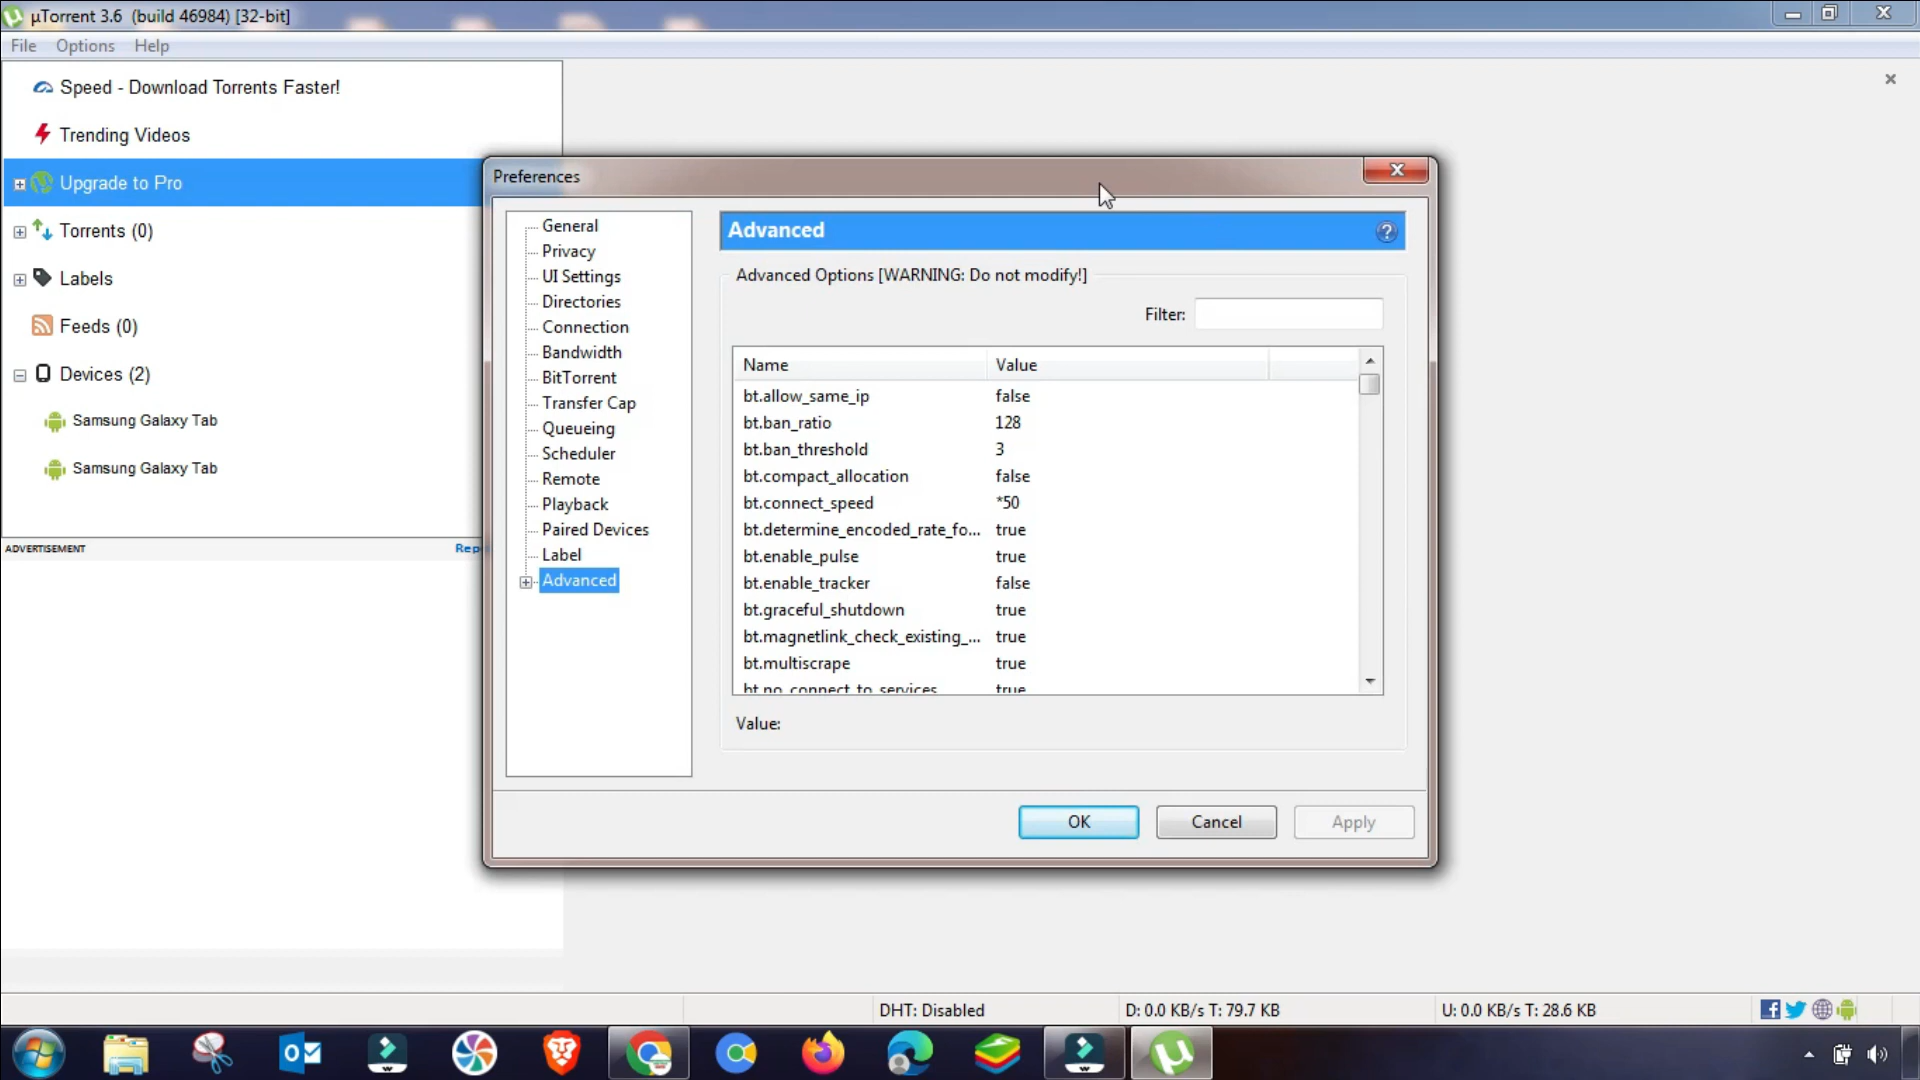 µTorrent 3.6 (build 46984) [32-bit]
File Options Help
Speed - Download Torrents Faster!
Trending Videos
Upgrade to Pro
Torrents (0)
Labels
Feeds (0)
Devices (2)
Samsung Galaxy Tab
Samsung Galaxy Tab
ADVERTISEMENT
Rep
Preferences
General
Privacy
UI Settings
Directories
Connection
Bandwidth
BitTorrent
Transfer Cap
Queueing
Scheduler
Remote
Playback
Paired Devices
Label
Advanced
Advanced
Advanced Options [WARNING: Do not modify!]
Filter:
Name Value
bt.allow_same_ip false
bt.ban_ratio 128
bt.ban_threshold 3
bt.compact_allocation false
bt.connect_speed *50
bt.determine_encoded_rate_fo... true
bt.enable_pulse true
bt.enable_tracker false
bt.graceful_shutdown true
bt.magnetlink_check_existing_... true
bt.multiscrape true
bt.no_connect_to_services true
Value:
OK Cancel Apply
DHT: Disabled D: 0.0 KB/s T: 79.7 KB U: 0.0 KB/s T: 28.6 KB